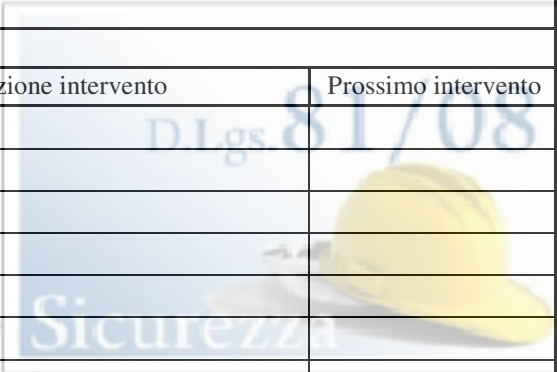 zione intervento Prossimo intervento
D.Lgs.81/08
Sicurezza